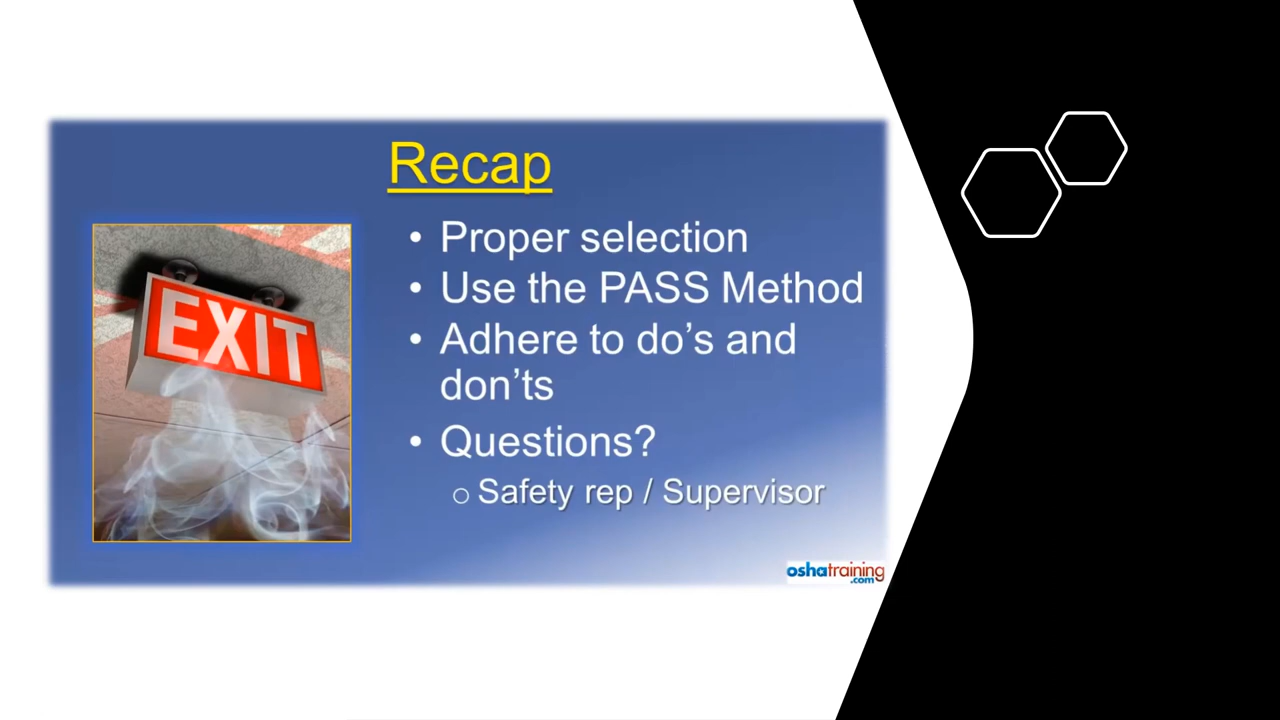 Recap
EXIT
• Proper selection
• Use the PASS Method
• Adhere to do’s and
don’ts
• Questions?
o Safety rep / Supervisor
oshatraining
.com